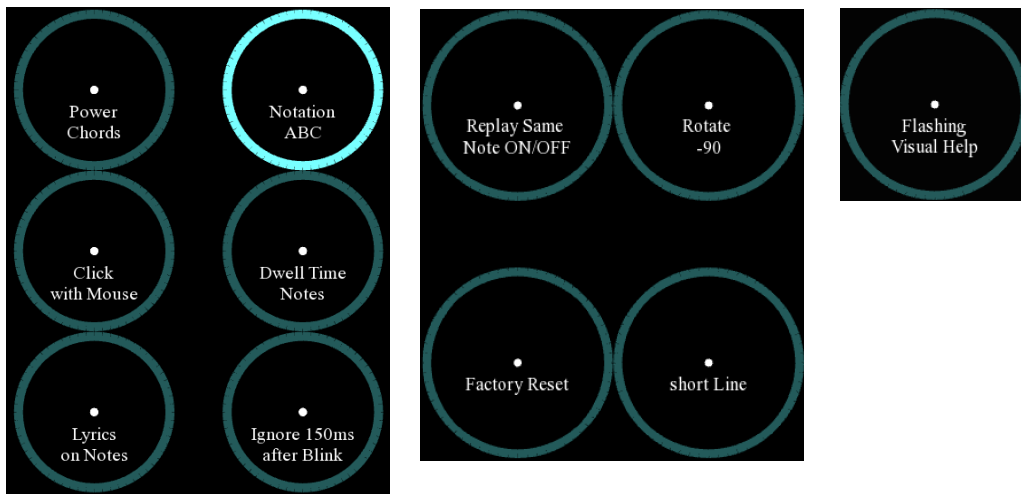 Power
Chords
Notation
ABC
Click
with Mouse
Dwell Time
Notes
Lyrics
on Notes
Ignore 150ms
after Blink
Replay Same
Note ON/OFF
Rotate
-90
Factory Reset
short Line
Flashing
Visual Help